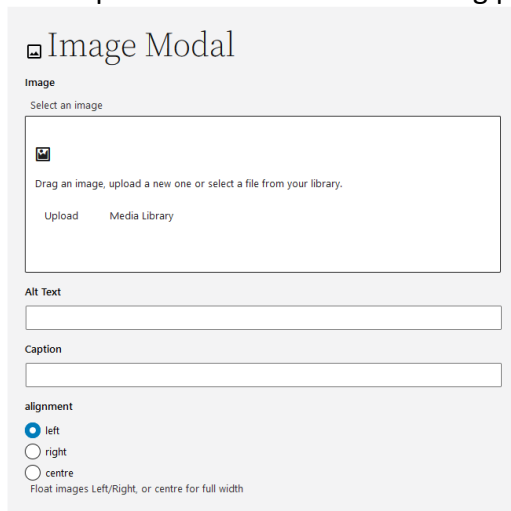 Image Modal
Image
Select an image
Drag an image, upload a new one or select a file from your library.
Upload Media Library
Alt Text
Caption
alignment
left
right
centre
Float images Left/Right, or centre for full width